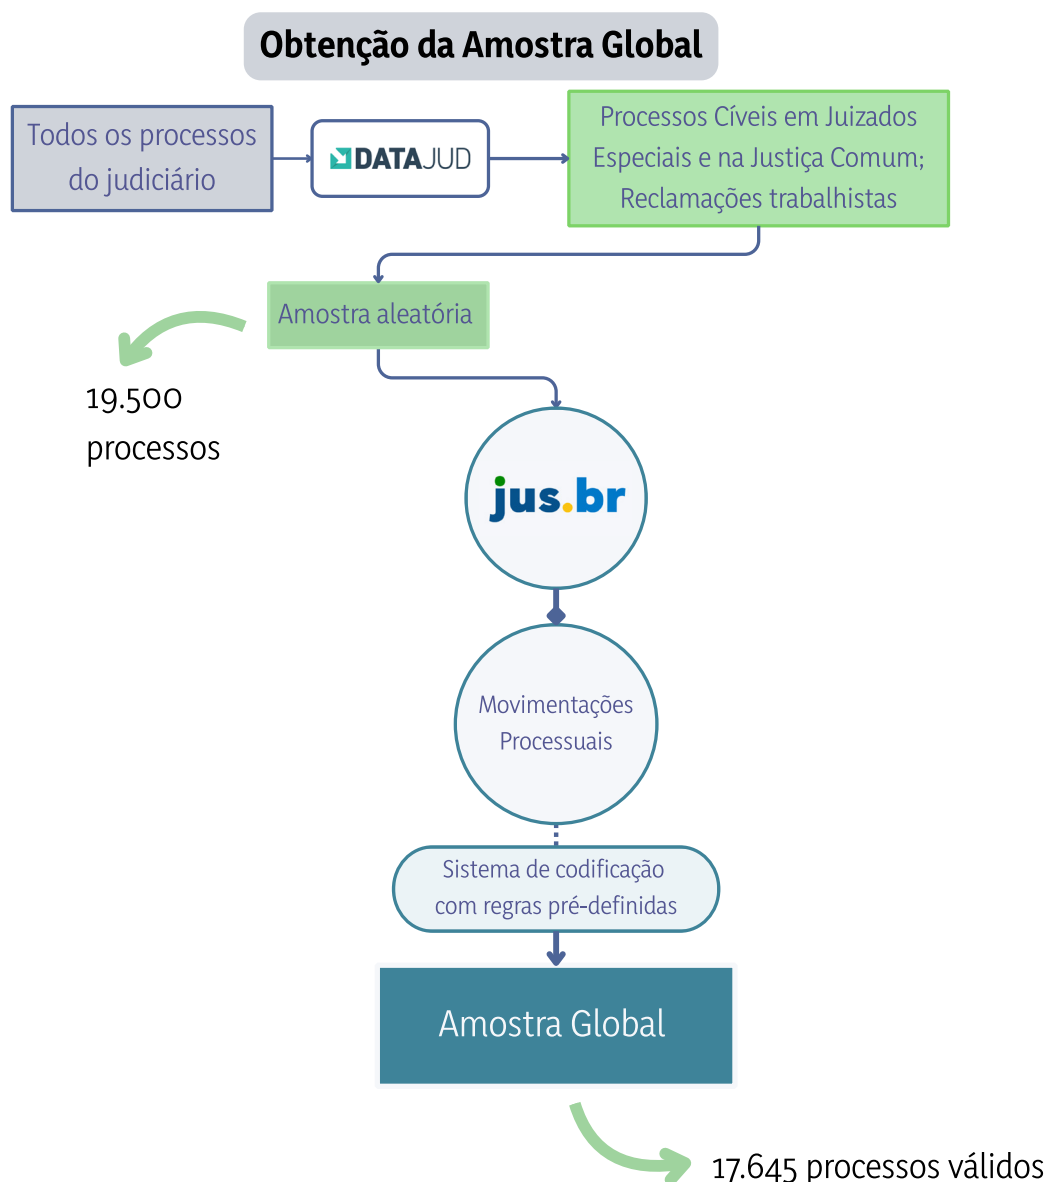 Obtenção da Amostra Global
Todos os processos
do judiciário
DATAJUD
Processos Cíveis em Juizados
Especiais e na Justiça Comum;
Reclamações trabalhistas
Amostra aleatória
19.500
processos
jus.br
Movimentações
Processuais
Sistema de codificação
com regras pré-definidas
Amostra Global
17.645 processos válidos